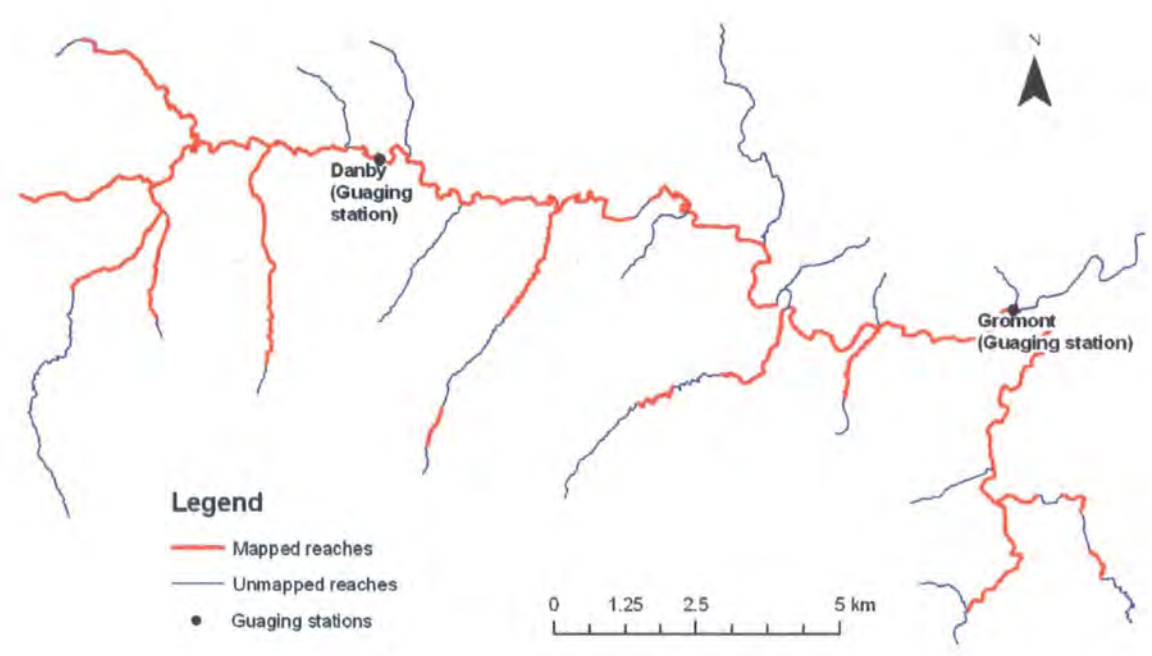 N
Danby
(Guaging
station)
Gromont
(Guaging station)
Legend
Mapped reaches
Unmapped reaches
Guaging stations
0 1.25 2.5 5 km